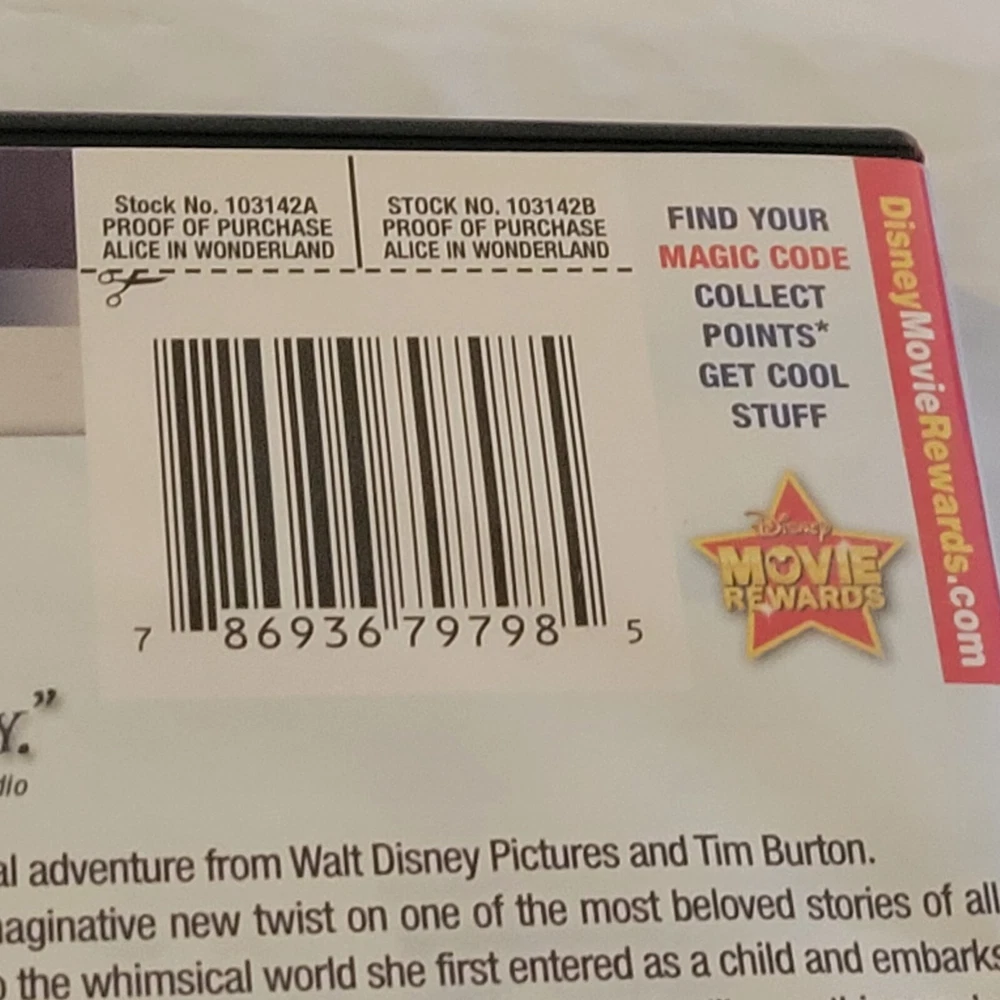 Stock No. 103142A
PROOF OF PURCHASE
ALICE IN WONDERLAND
STOCK NO. 103142B
PROOF OF PURCHASE
ALICE IN WONDERLAND
FIND YOUR
MAGIC CODE
COLLECT
POINTS*
GET COOL
STUFF
DisneyMovieRewards.com
Disney
MOVIE
REWARDS
7 86936 79798 5
Y.”
dio
al adventure from Walt Disney Pictures and Tim Burton.
aginative new twist on one of the most beloved stories of all
the whimsical world she first entered as a child and embarks